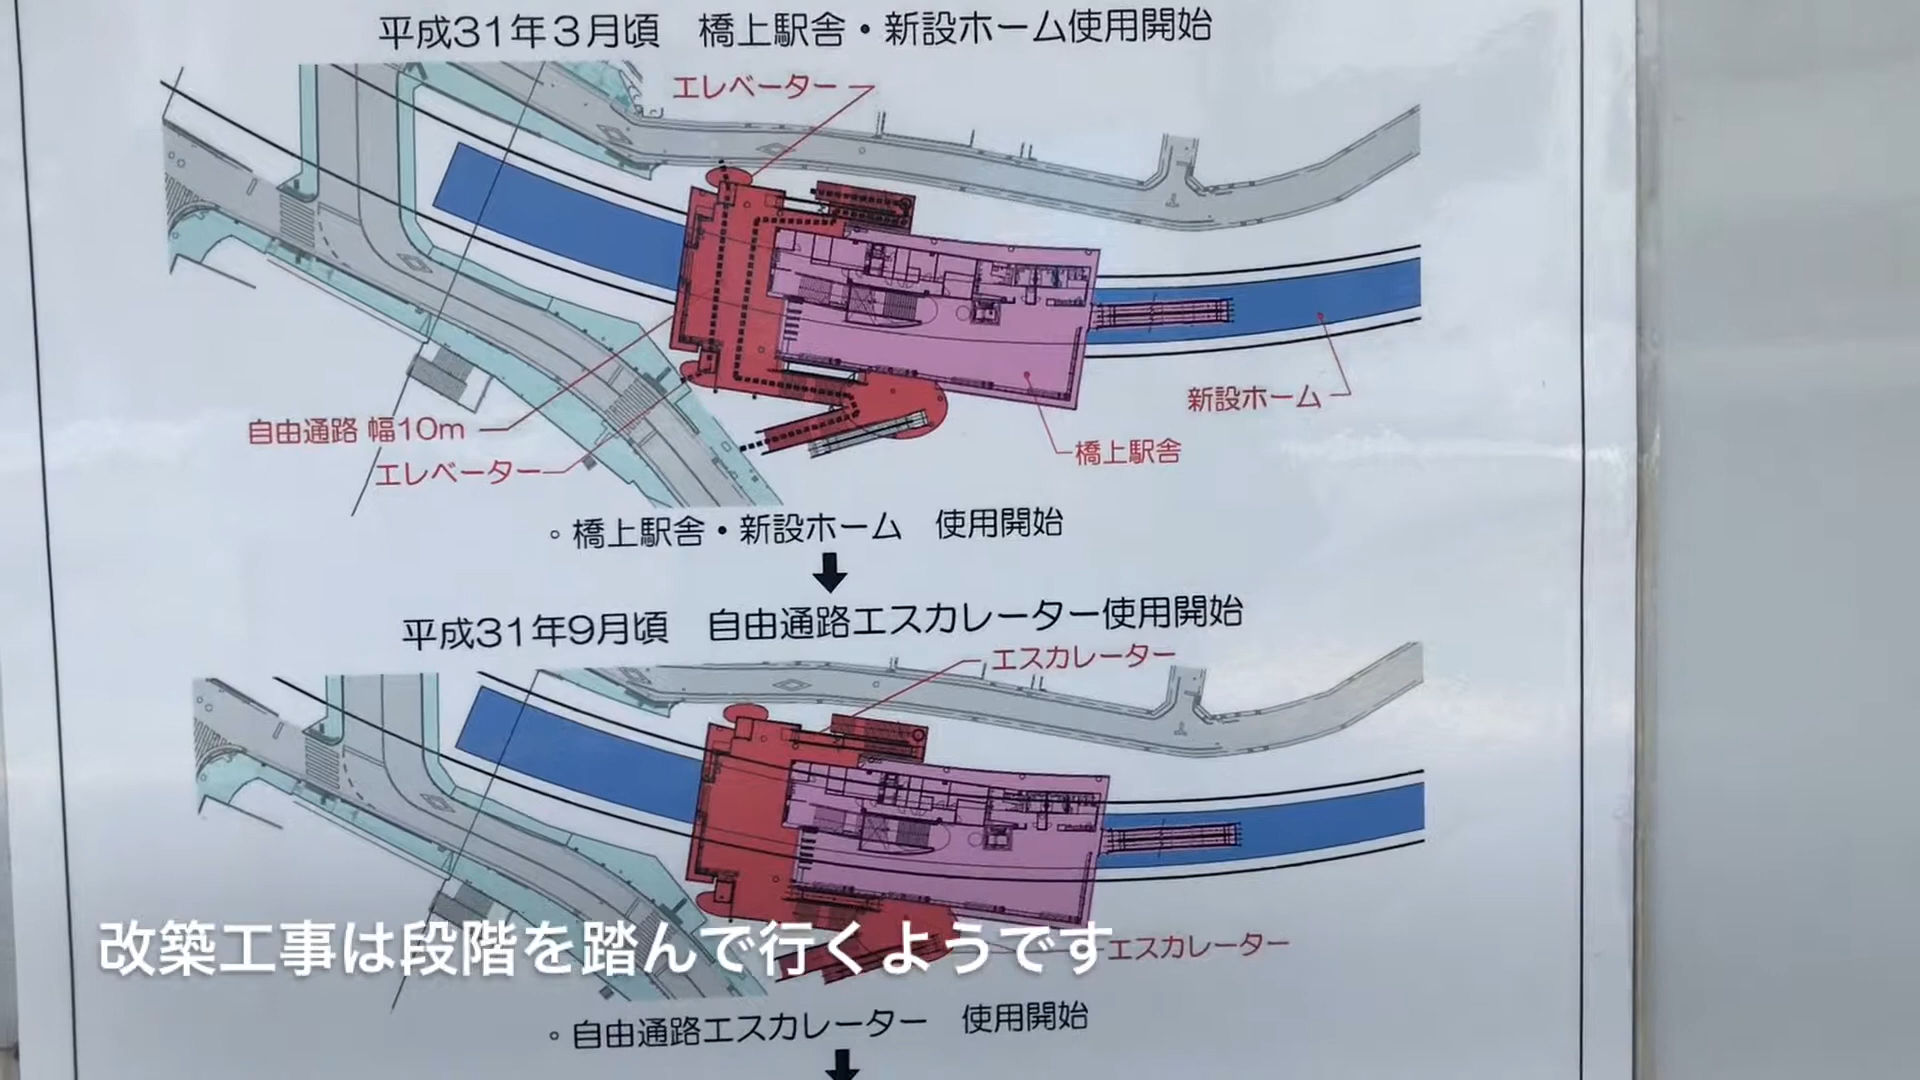 平成31年3月頃　橋上駅舎・新設ホーム使用開始
エレベーター
新設ホーム
自由通路 幅10m
橋上駅舎
エレベーター
。橋上駅舎・新設ホーム　使用開始
平成31年9月頃　自由通路エスカレーター使用開始
エスカレーター
改築工事は段階を踏んで行くようです
エスカレーター
。自由通路エスカレーター　使用開始